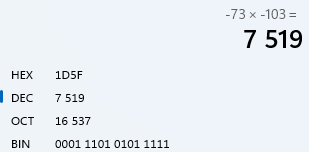 -73 × -103 =
7 519
HEX 1D5F
DEC 7 519
OCT 16 537
BIN 0001 1101 0101 1111